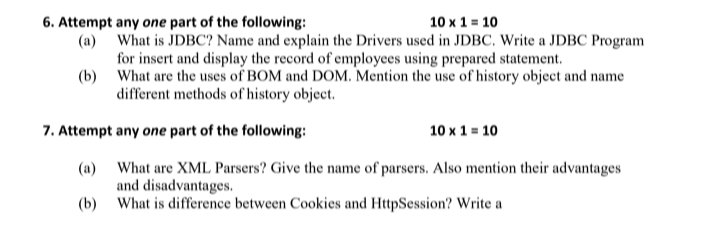 6. Attempt any one part of the following: 10 x 1 = 10
(a) What is JDBC? Name and explain the Drivers used in JDBC. Write a JDBC Program
for insert and display the record of employees using prepared statement.
(b) What are the uses of BOM and DOM. Mention the use of history object and name
different methods of history object.
7. Attempt any one part of the following: 10 x 1 = 10
(a) What are XML Parsers? Give the name of parsers. Also mention their advantages
and disadvantages.
(b) What is difference between Cookies and HttpSession? Write a